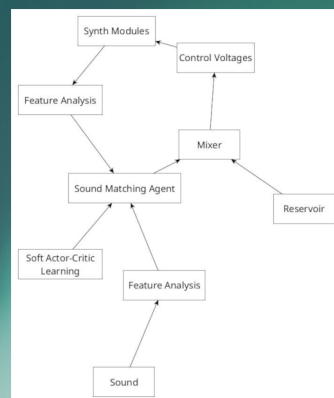 Synth Modules
Control Voltages
Feature Analysis
Mixer
Sound Matching Agent
Reservoir
Soft Actor-Critic
Learning
Feature Analysis
Sound